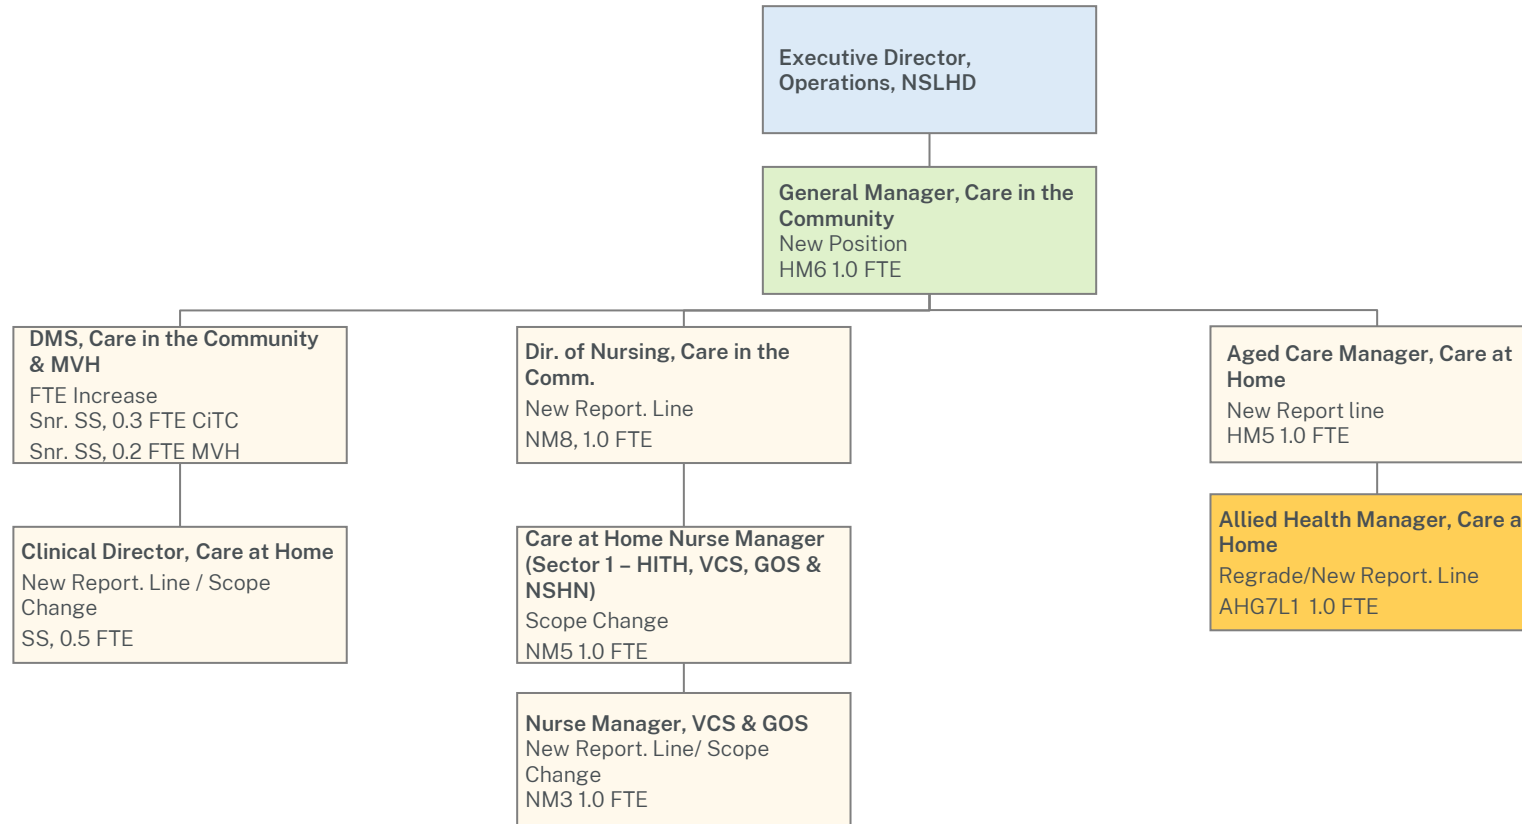 Executive Director,
Operations, NSLHD
General Manager, Care in the
Community
New Position
HM6 1.0 FTE
DMS, Care in the Community
& MVH
FTE Increase
Snr. SS, 0.3 FTE CiTC
Snr. SS, 0.2 FTE MVH
Dir. of Nursing, Care in the
Comm.
New Report. Line
NM8, 1.0 FTE
Aged Care Manager, Care at
Home
New Report line
HM5 1.0 FTE
Clinical Director, Care at Home
New Report. Line / Scope
Change
SS, 0.5 FTE
Care at Home Nurse Manager
(Sector 1 – HITH, VCS, GOS &
NSHN)
Scope Change
NM5 1.0 FTE
Allied Health Manager, Care a
Home
Regrade/New Report. Line
AHG7L1 1.0 FTE
Nurse Manager, VCS & GOS
New Report. Line/ Scope
Change
NM3 1.0 FTE